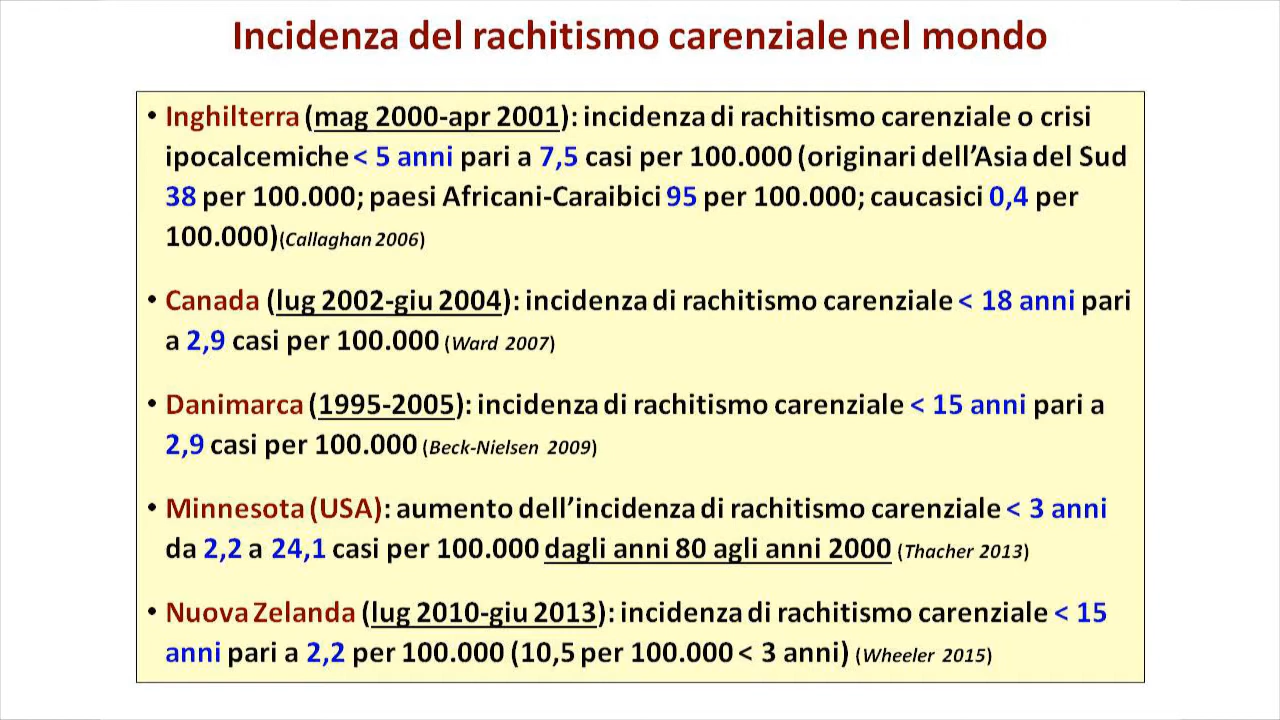 Incidenza del rachitismo carenziale nel mondo
• Inghilterra (mag 2000-apr 2001): incidenza di rachitismo carenziale o crisi
ipocalcemiche < 5 anni pari a 7,5 casi per 100.000 (originari dell’Asia del Sud
38 per 100.000; paesi Africani-Caraibici 95 per 100.000; caucasici 0,4 per
100.000)(Callaghan 2006)
• Canada (lug 2002-giu 2004): incidenza di rachitismo carenziale < 18 anni pari
a 2,9 casi per 100.000 (Ward 2007)
• Danimarca (1995-2005): incidenza di rachitismo carenziale < 15 anni pari a
2,9 casi per 100.000 (Beck-Nielsen 2009)
• Minnesota (USA): aumento dell’incidenza di rachitismo carenziale < 3 anni
da 2,2 a 24,1 casi per 100.000 dagli anni 80 agli anni 2000 (Thacher 2013)
• Nuova Zelanda (lug 2010-giu 2013): incidenza di rachitismo carenziale < 15
anni pari a 2,2 per 100.000 (10,5 per 100.000 < 3 anni) (Wheeler 2015)